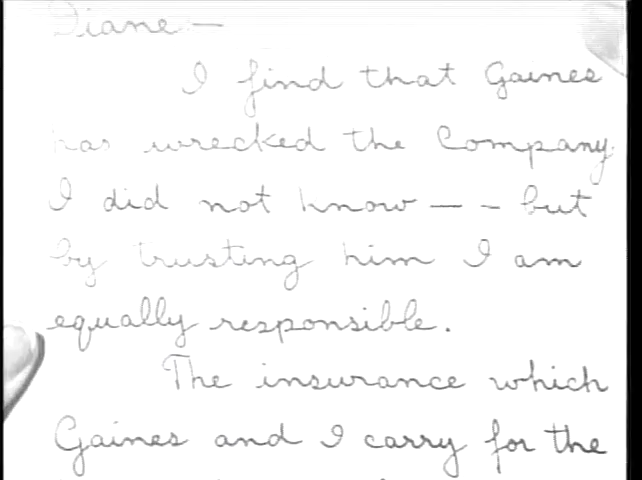 Diane —
I find that Gaines
has wrecked the Company.
I did not know — - but
by trusting him I am
equally responsible.
The insurance which
Gaines and I carry for the